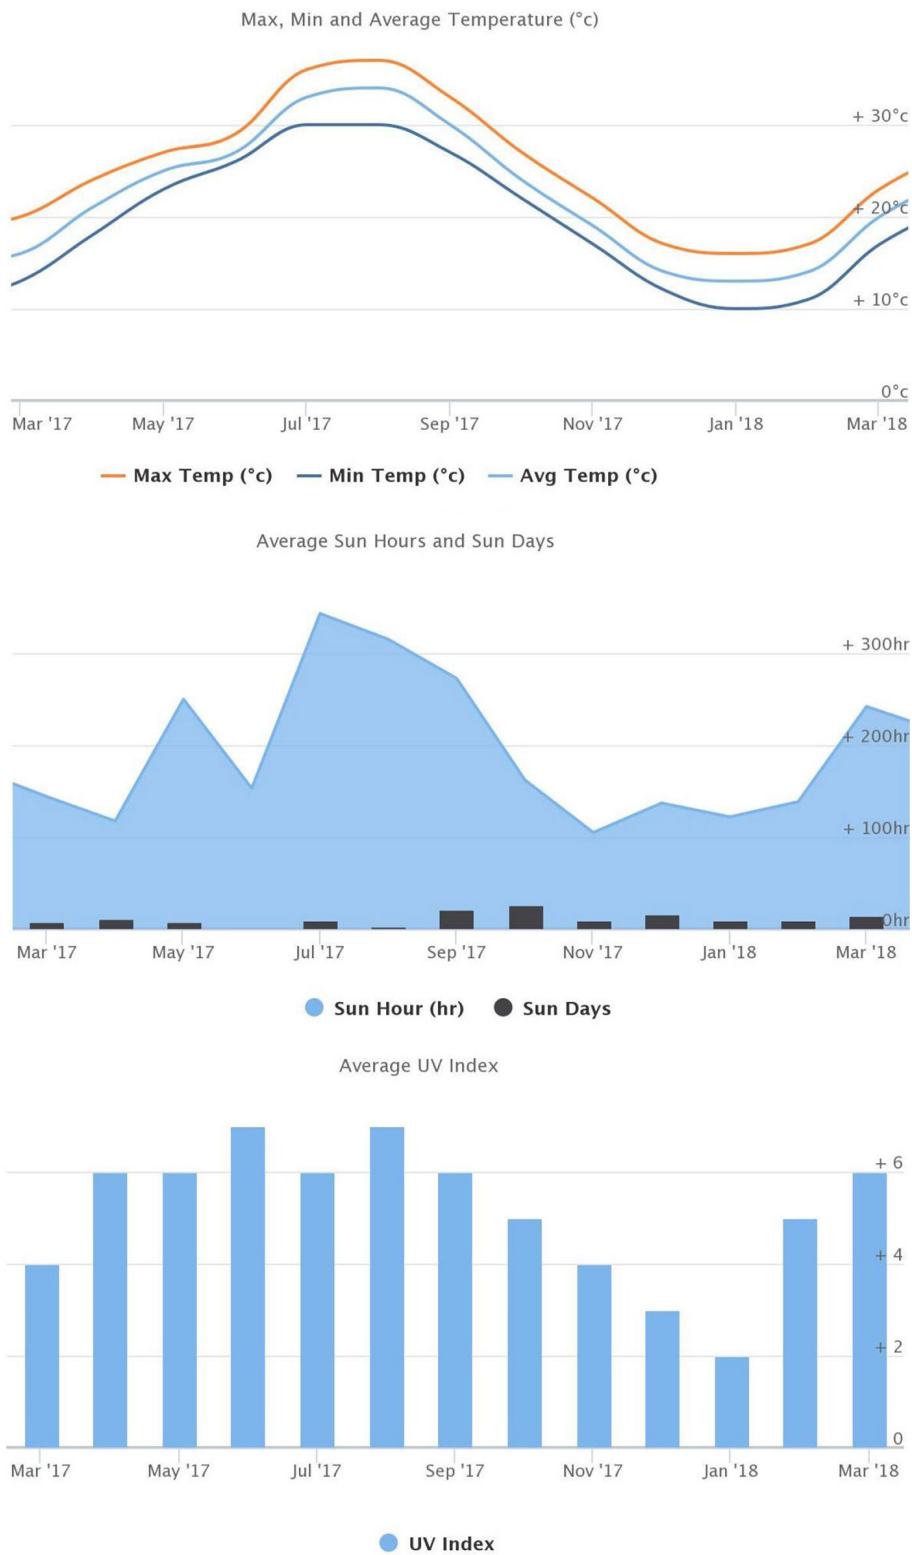 Max, Min and Average Temperature (°c)
+ 30°c
+ 20°c
+ 10°c
0°c
Mar '17 May '17 Jul '17 Sep '17 Nov '17 Jan '18 Mar '18
Max Temp (°c) Min Temp (°c) Avg Temp (°c)
Average Sun Hours and Sun Days
+ 300hr
+ 200hr
+ 100hr
0hr
Mar '17 May '17 Jul '17 Sep '17 Nov '17 Jan '18 Mar '18
Sun Hour (hr) Sun Days
Average UV Index
+ 6
+ 4
+ 2
0
Mar '17 May '17 Jul '17 Sep '17 Nov '17 Jan '18 Mar '18
UV Index